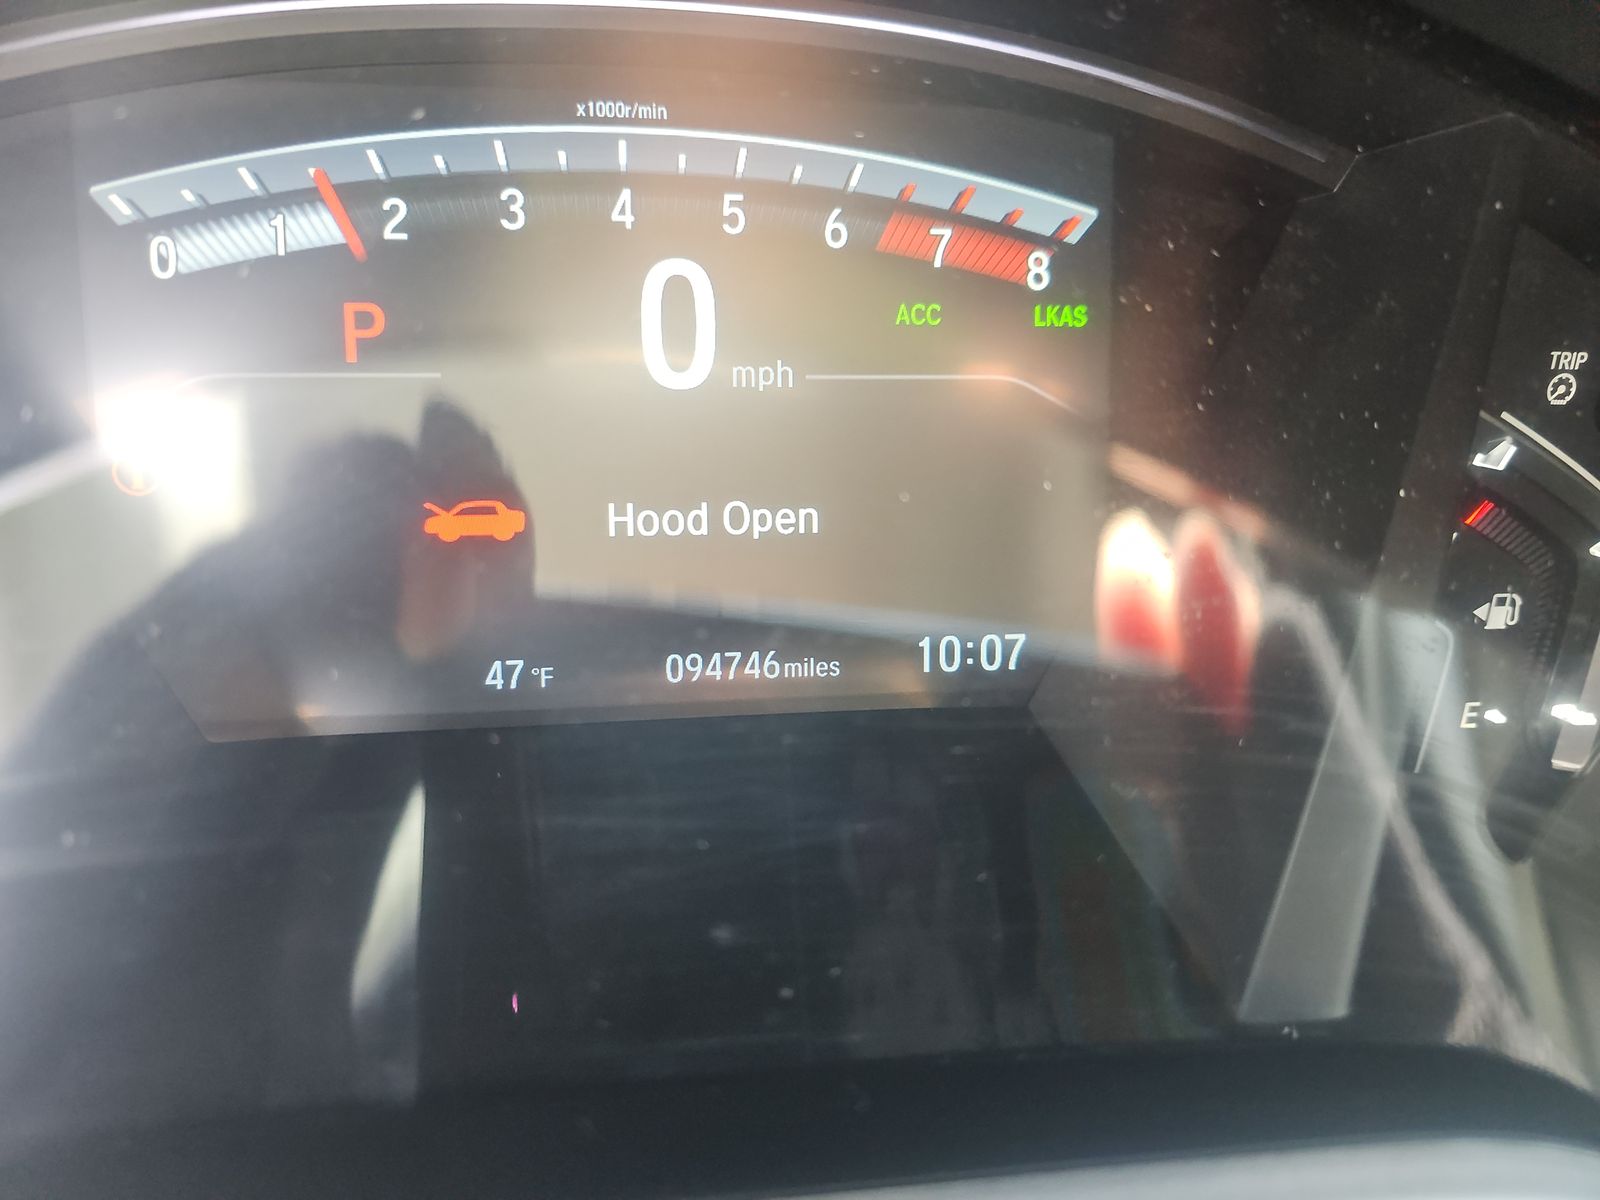 x1000r/min
0 1 2 3 4 5 6 7 8
P
0 mph
ACC
LKAS
TRIP
Hood Open
E
47 °F
094746 miles
10:07